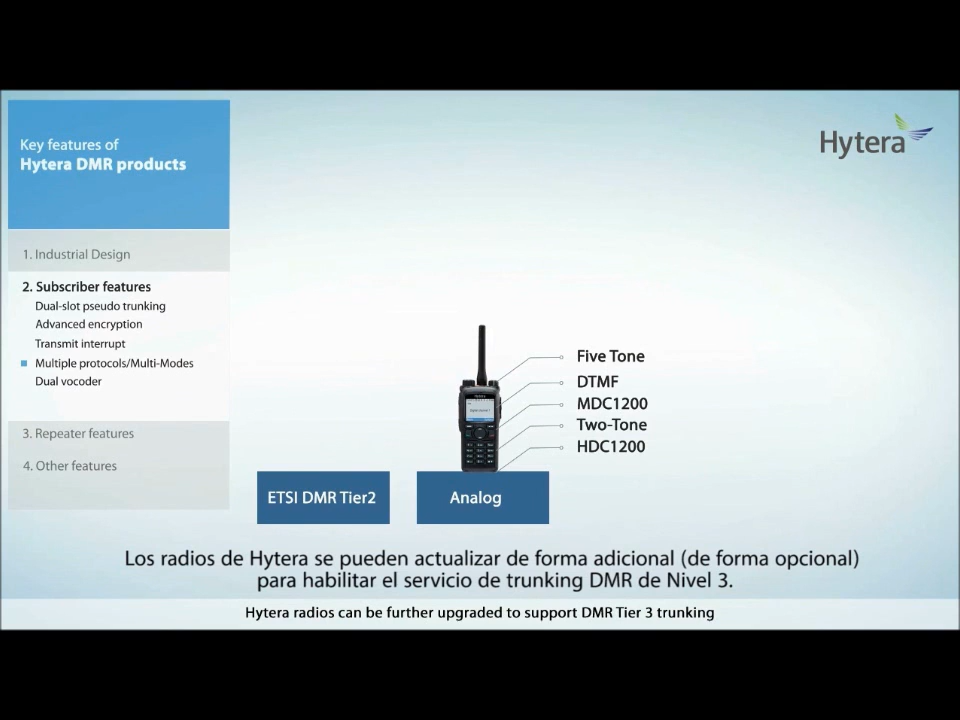 Key features of
Hytera DMR products
Hytera
1. Industrial Design
2. Subscriber features
Dual-slot pseudo trunking
Advanced encryption
Transmit interrupt
Multiple protocols/Multi-Modes
Dual vocoder
3. Repeater features
4. Other features
Five Tone
DTMF
MDC1200
Two-Tone
HDC1200
ETSI DMR Tier2
Analog
Los radios de Hytera se pueden actualizar de forma adicional (de forma opcional)
para habilitar el servicio de trunking DMR de Nivel 3.
Hytera radios can be further upgraded to support DMR Tier 3 trunking